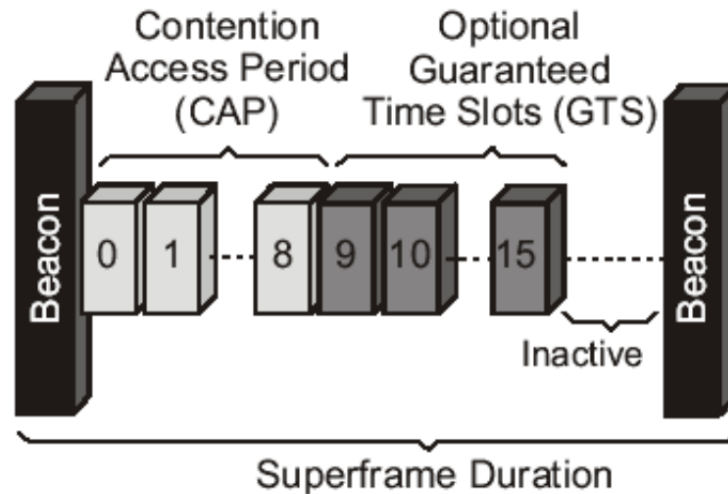 Contention
Access Period
(CAP)
Optional
Guaranteed
Time Slots (GTS)
Beacon
0
1
8
9
10
15
Beacon
Inactive
Superframe Duration